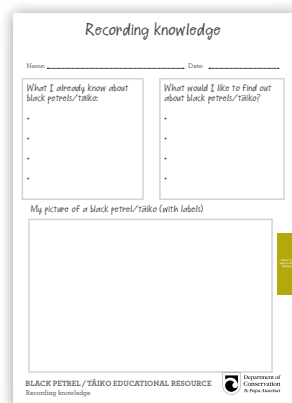 Recording knowledge
Name: Date:
What I already know about
black petrels/tāiko:
What would I like to find out
about black petrels/tāiko?
My picture of a black petrel/tāiko (with labels)
BLACK PETREL / TĀIKO EDUCATIONAL RESOURCE
Recording knowledge
Department of
Conservation
Te Papa Atawhai